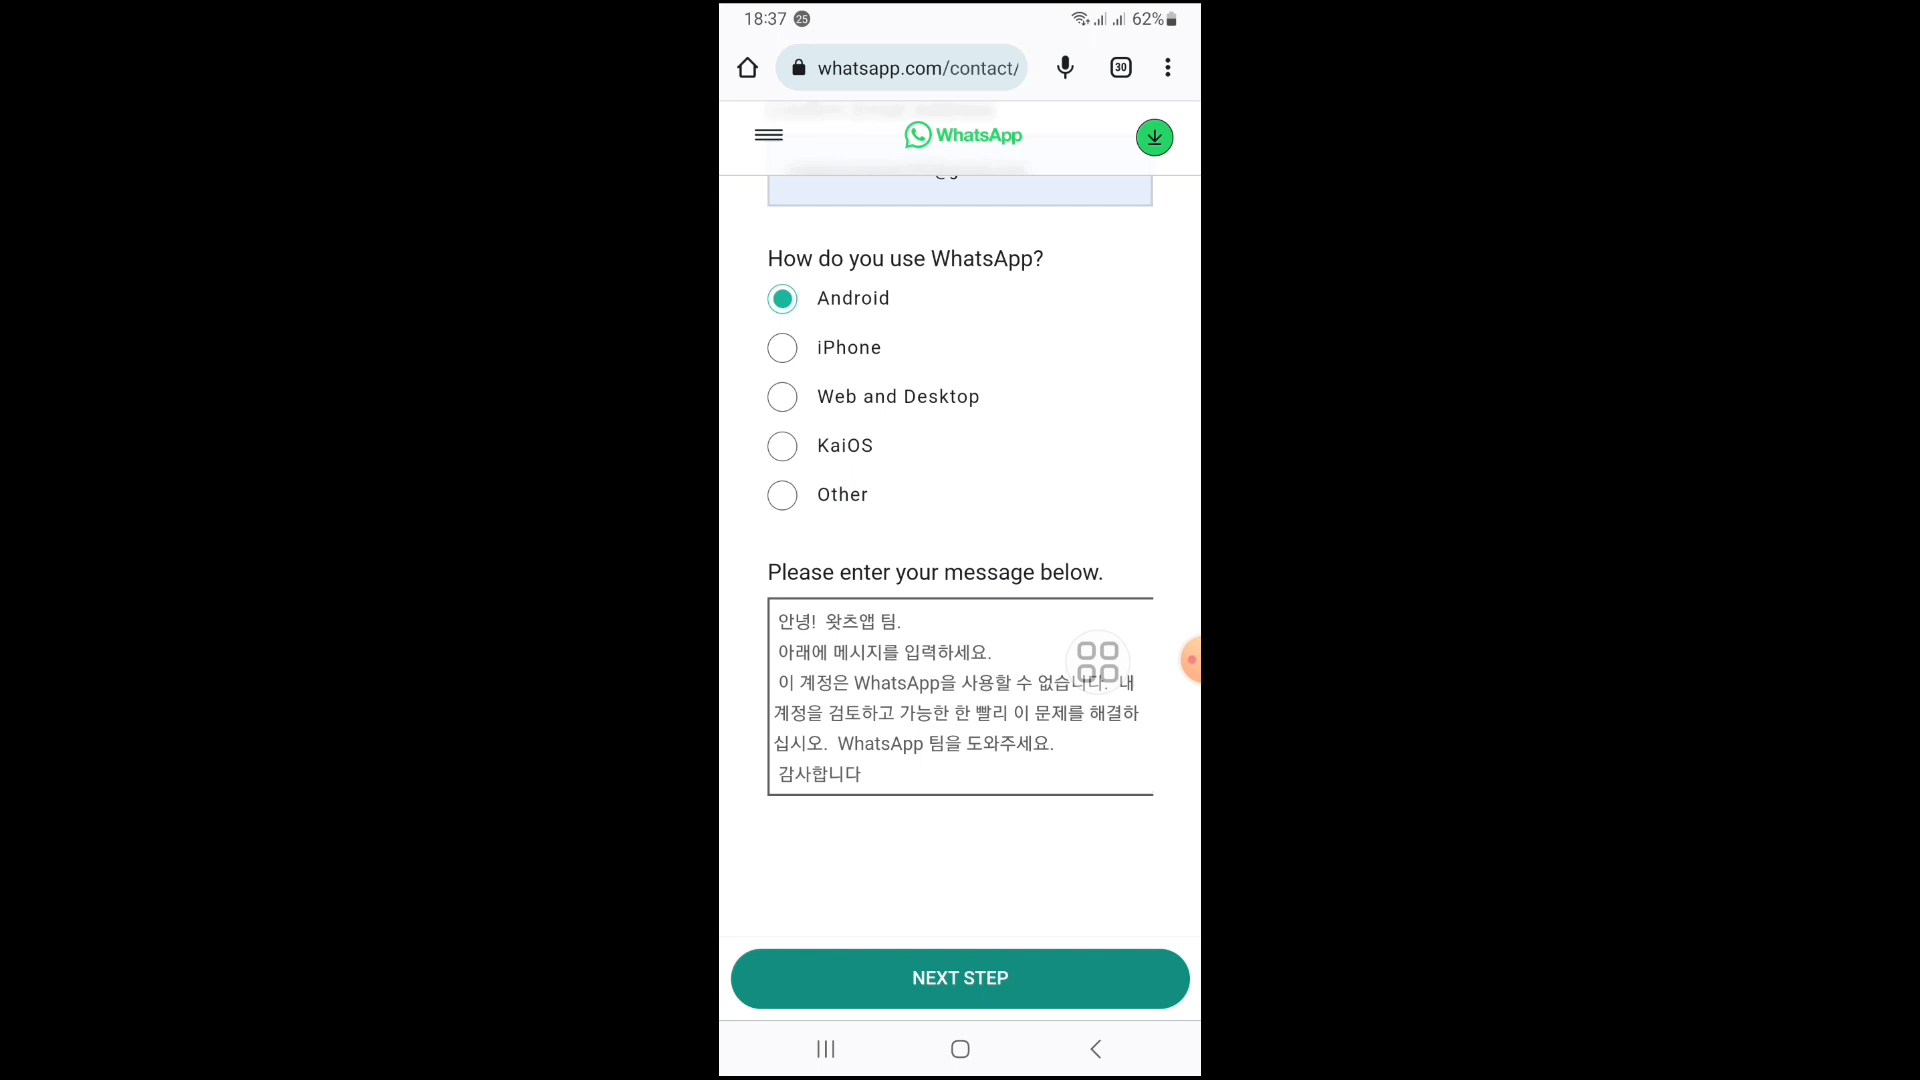 18:37 25 62%
whatsapp.com/contact/ 30
WhatsApp
How do you use WhatsApp?
Android
iPhone
Web and Desktop
KaiOS
Other
Please enter your message below.
안녕! 왓츠앱 팀.
아래에 메시지를 입력하세요.
이 계정은 WhatsApp을 사용할 수 없습니다. 내
계정을 검토하고 가능한 한 빨리 이 문제를 해결하
십시오. WhatsApp 팀을 도와주세요.
감사합니다
NEXT STEP